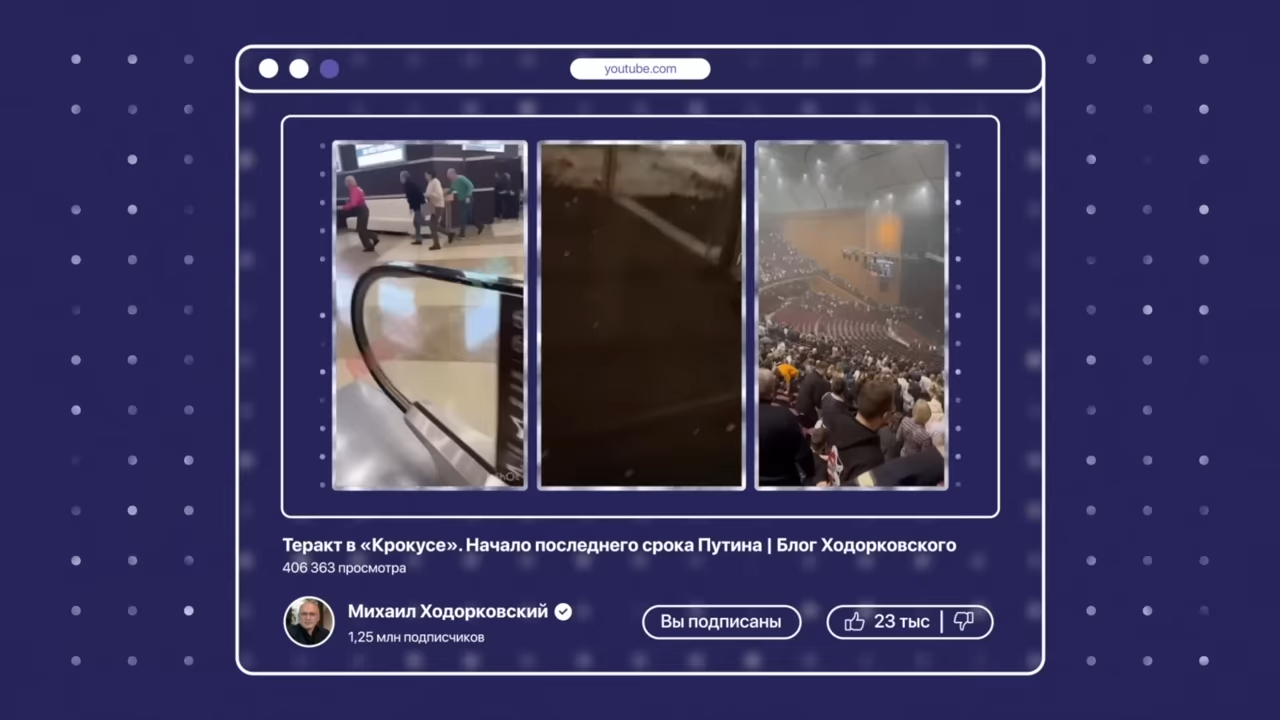 youtube.com
Теракт в «Крокусе». Начало последнего срока Путина | Блог Ходорковского
406 363 просмотра
Михаил Ходорковский
1,25 млн подписчиков
Вы подписаны
23 тыс